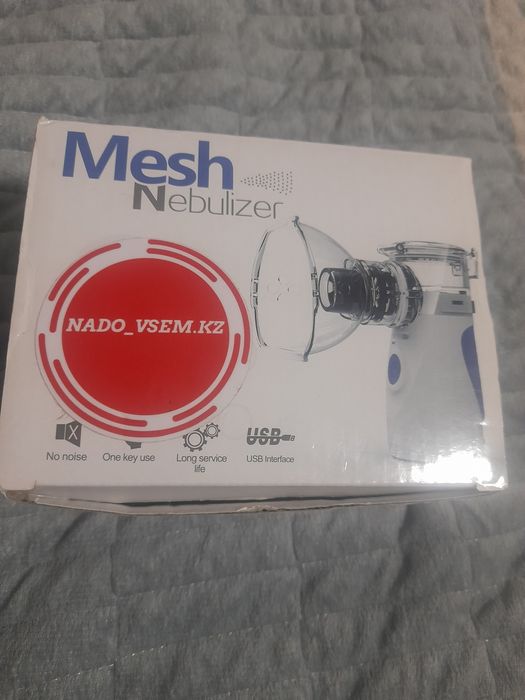 Mesh
Nebulizer
NADO_VSEM.KZ
No noise
One key use
Long service
life
USB
USB Interface